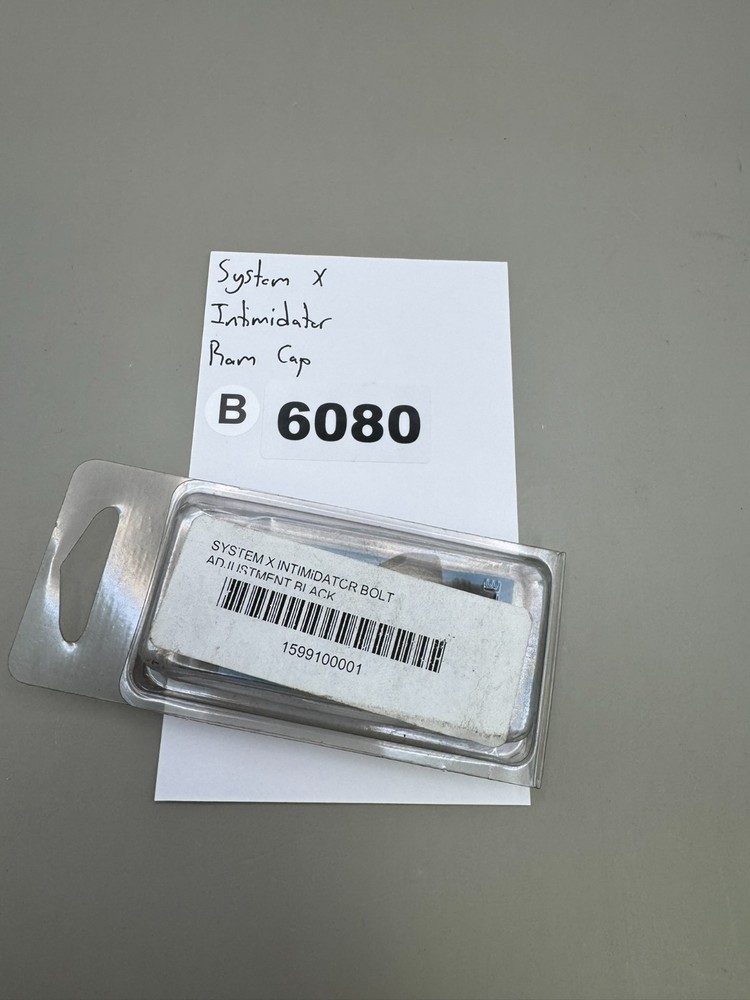 System X
Intimidator
Ram Cap
B 6080
SYSTEM X INTIMIDATOR BOLT
ADJUSTMENT BLACK
1599100001